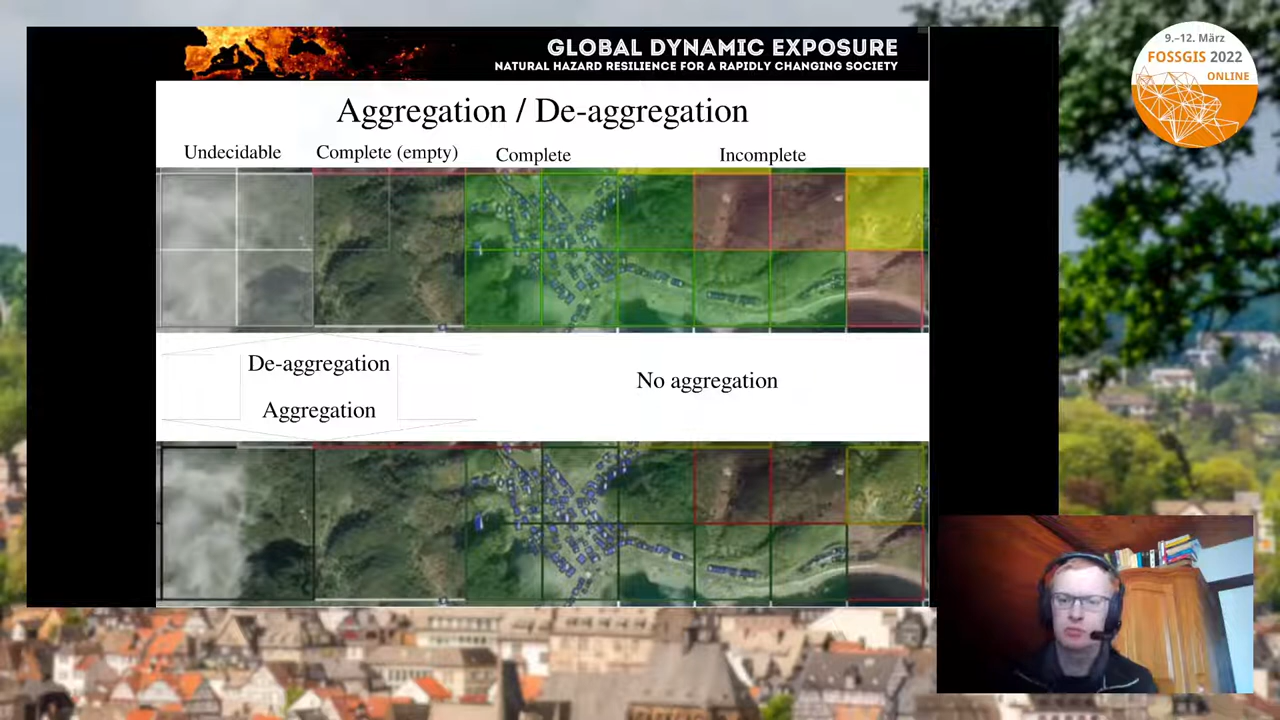 GLOBAL DYNAMIC EXPOSURE
NATURAL HAZARD RESILIENCE FOR A RAPIDLY CHANGING SOCIETY
9.–12. März
FOSSGIS 2022
ONLINE
Aggregation / De-aggregation
Undecidable
Complete (empty)
Complete
Incomplete
De-aggregation
Aggregation
No aggregation